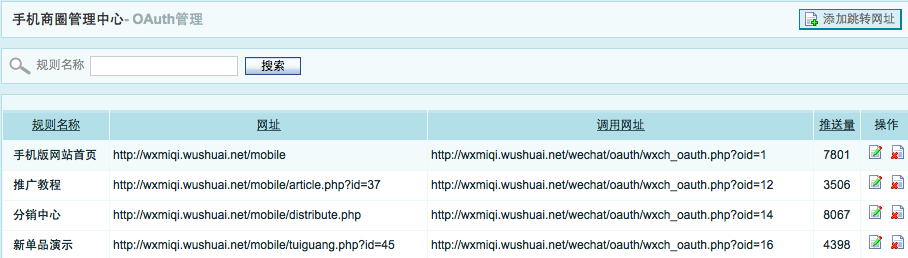 手机商圈管理中心- OAuth管理 添加跳转网址
规则名称 搜索
规则名称 网址 调用网址 推送量 操作
手机版网站首页 http://wxmiqi.wushuai.net/mobile http://wxmiqi.wushuai.net/wechat/oauth/wxch_oauth.php?oid=1 7801
推广教程 http://wxmiqi.wushuai.net/mobile/article.php?id=37 http://wxmiqi.wushuai.net/wechat/oauth/wxch_oauth.php?oid=12 3506
分销中心 http://wxmiqi.wushuai.net/mobile/distribute.php http://wxmiqi.wushuai.net/wechat/oauth/wxch_oauth.php?oid=14 8067
新单品演示 http://wxmiqi.wushuai.net/mobile/tuiguang.php?id=45 http://wxmiqi.wushuai.net/wechat/oauth/wxch_oauth.php?oid=16 4398